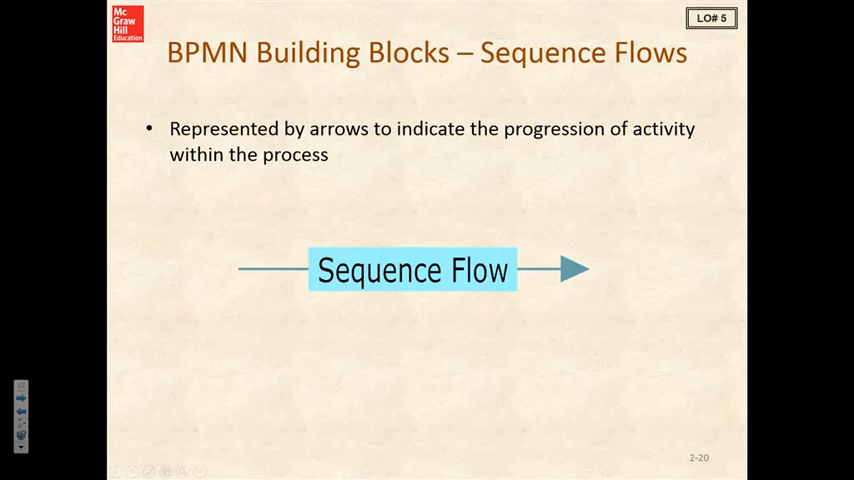 Mc
Graw
Hill
Education
LO# 5
BPMN Building Blocks – Sequence Flows
• Represented by arrows to indicate the progression of activity
within the process
Sequence Flow
2-20